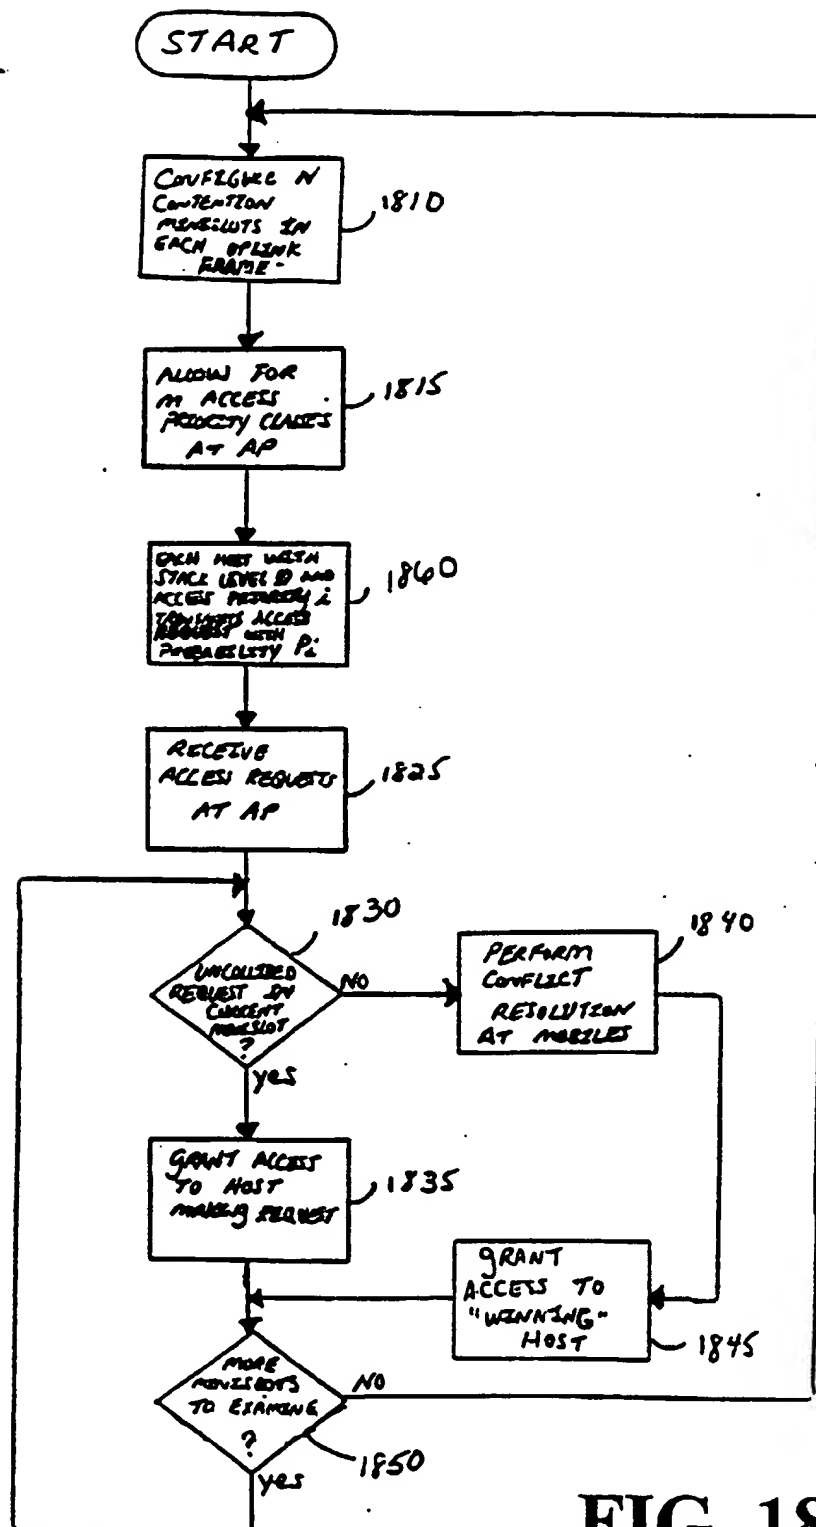 START
CONFIGURE N
CONTENTION
MINISLOTS IN
EACH UPLINK
FRAME
1810
ALLOW FOR
M ACCESS
PRIORITY CLASSES
AT AP
1815
EACH HOST WITH
STACK LEVEL 0 AND
ACCESS PRIORITY i
TRANSMITS ACCESS
REQUEST WITH
PROBABILITY Pi
1860
RECEIVE
ACCESS REQUESTS
AT AP
1825
1830
UNCOLLIDED
REQUEST IN
CURRENT
MINISLOT
?
NO
yes
PERFORM
CONFLICT
RESOLUTION
AT MOBILES
1840
GRANT ACCESS
TO HOST
MAKING REQUEST
1835
GRANT
ACCESS TO
"WINNING"
HOST
1845
MORE
MINISLOTS
TO EXAMINE
?
NO
1850
yes
FIG. 18